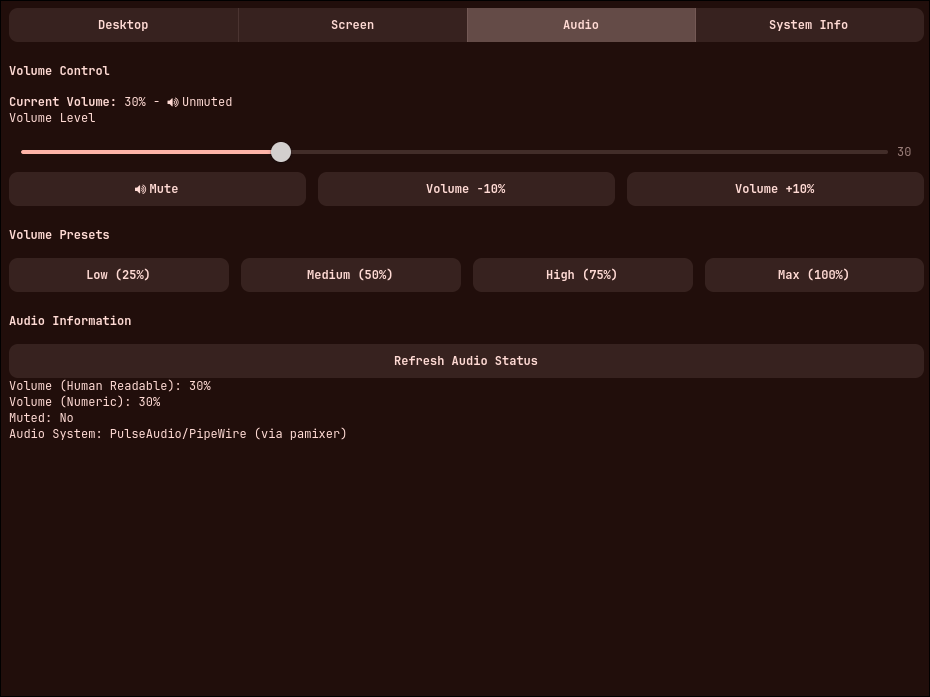 Desktop
Screen
Audio
System Info
Volume Control
Current Volume: 30% - 🔊 Unmuted
Volume Level
30
🔊 Mute
Volume -10%
Volume +10%
Volume Presets
Low (25%)
Medium (50%)
High (75%)
Max (100%)
Audio Information
Refresh Audio Status
Volume (Human Readable): 30%
Volume (Numeric): 30%
Muted: No
Audio System: PulseAudio/PipeWire (via pamixer)